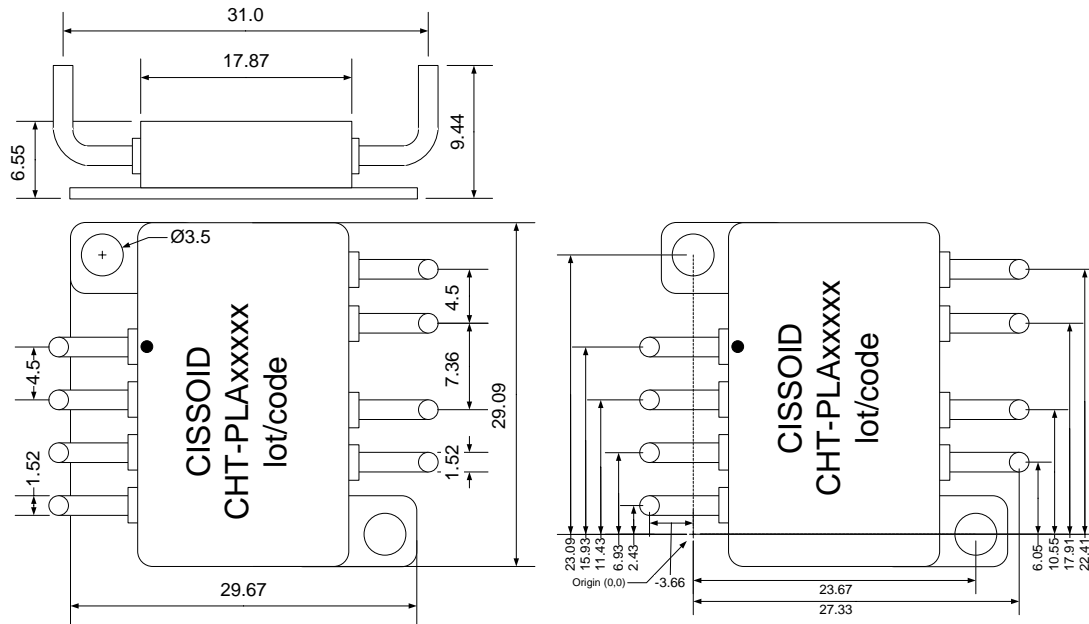 31.0
17.87
6.55
9.44
Ø3.5
4.5
1.52
CISSOID
CHT-PLAxxxxx
lot/code
4.5
7.36
1.52
29.09
29.67
CISSOID
CHT-PLAxxxxx
lot/code
23.09
15.93
11.43
6.93
2.43
6.05
10.55
17.91
22.41
Origin (0,0)
-3.66
23.67
27.33